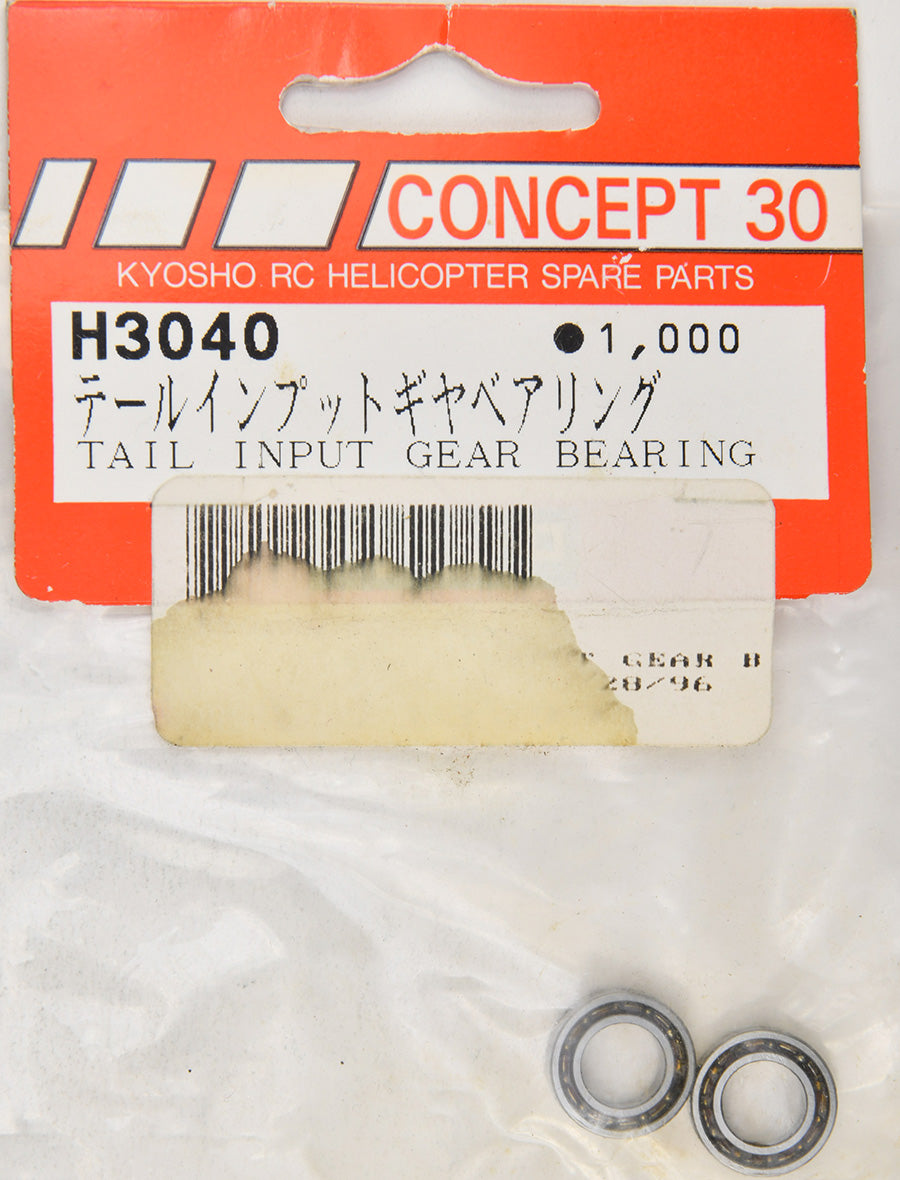 CONCEPT 30
KYOSHO RC HELICOPTER SPARE PARTS
H3040 ●1,000
テールインプットギヤベアリング
TAIL INPUT GEAR BEARING
GEAR B
28/96